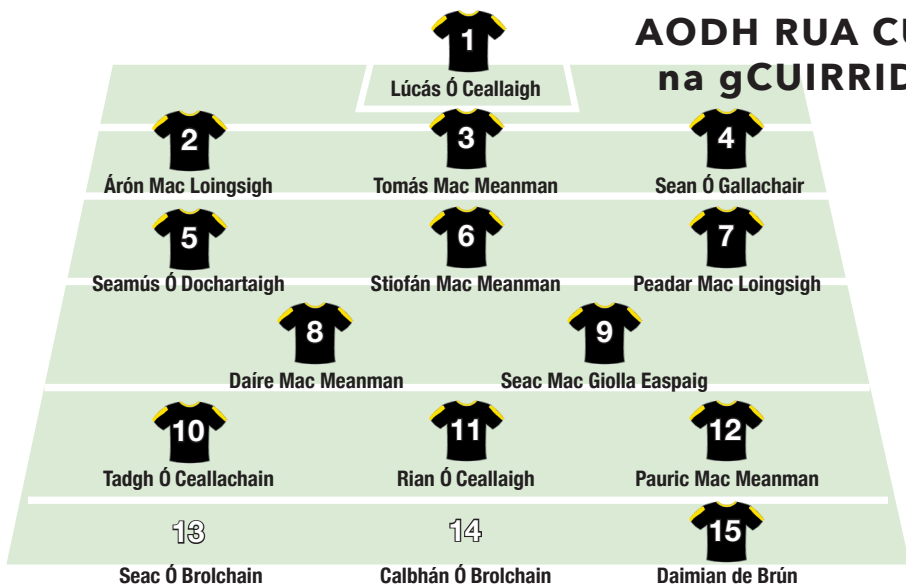 AODH RUA CU
na gCUIRRID
1
Lúcás Ó Ceallaigh
2 3 4
Árón Mac Loingsigh Tomás Mac Meanman Sean Ó Gallachair
5 6 7
Seamús Ó Dochartaigh Stiofán Mac Meanman Peadar Mac Loingsigh
8 9
Daíre Mac Meanman Seac Mac Giolla Easpaig
10 11 12
Tadgh Ó Ceallachain Rian Ó Ceallaigh Pauric Mac Meanman
13 14 15
Seac Ó Brolchain Calbhán Ó Brolchain Daimian de Brún